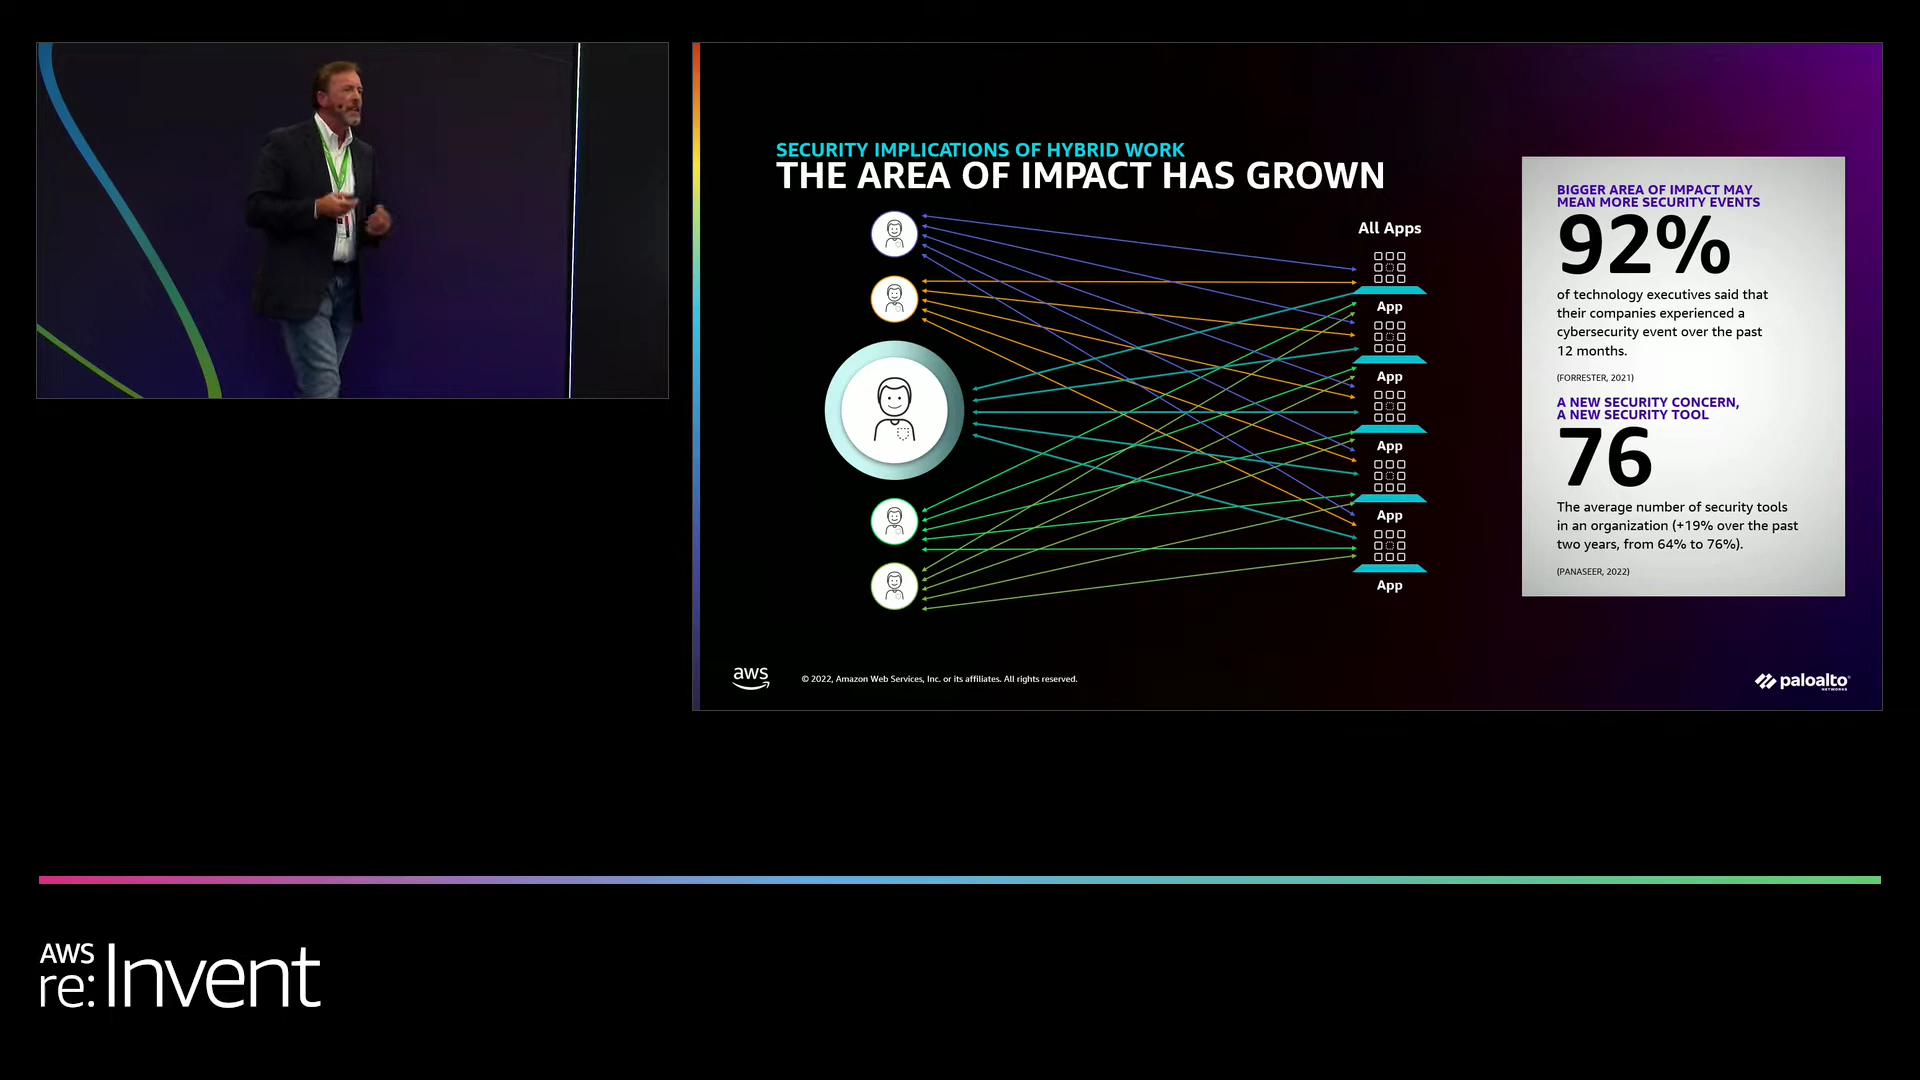 SECURITY IMPLICATIONS OF HYBRID WORK
THE AREA OF IMPACT HAS GROWN
All Apps
App
App
App
App
App
BIGGER AREA OF IMPACT MAY
MEAN MORE SECURITY EVENTS
92%
of technology executives said that
their companies experienced a
cybersecurity event over the past
12 months.
(FORRESTER, 2021)
A NEW SECURITY CONCERN,
A NEW SECURITY TOOL
76
The average number of security tools
in an organization (+19% over the past
two years, from 64% to 76%).
(PANASEER, 2022)
aws
© 2022, Amazon Web Services, Inc. or its affiliates. All rights reserved.
paloalto
NETWORKS
AWS
re:Invent